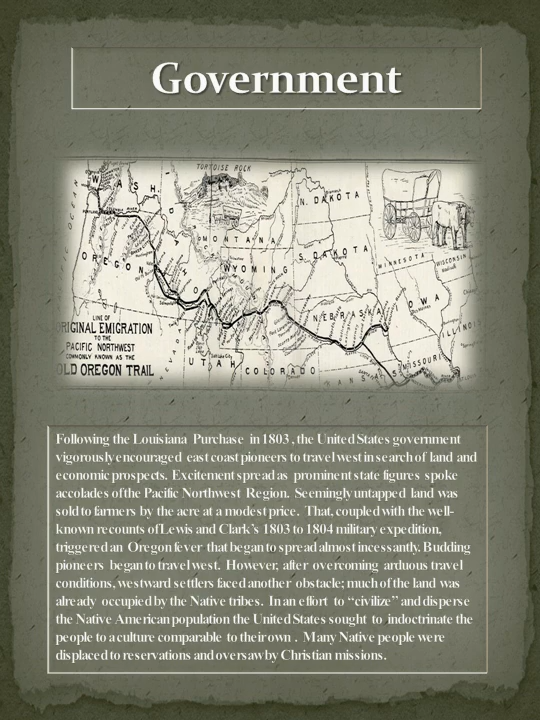 Government
TORTOISE ROCK
WASH.
N. DAKOTA
MONTANA
OREGON
IDAHO
S. DAKOTA
WYOMING
MINNESOTA
WISCONSIN
IOWA
NEBRASKA
ILLINOIS
LINE OF
ORIGINAL EMIGRATION
TO THE
PACIFIC NORTHWEST
COMMONLY KNOWN AS THE
OLD OREGON TRAIL
UTAH
COLORADO
KANSAS
MISSOURI
Following the Louisiana Purchase in 1803, the United States government
vigorously encouraged east coast pioneers to travel west in search of land and
economic prospects. Excitement spread as prominent state figures spoke
accolades of the Pacific Northwest Region. Seemingly untapped land was
sold to farmers by the acre at a modest price. That, coupled with the well-
known recounts of Lewis and Clark's 1803 to 1804 military expedition,
triggered an Oregon fever that began to spread almost incessantly. Budding
pioneers began to travel west. However, after overcoming arduous travel
conditions, westward settlers faced another obstacle; much of the land was
already occupied by the Native tribes. In an effort to “civilize” and disperse
the Native American population the United States sought to indoctrinate the
people to a culture comparable to their own . Many Native people were
displaced to reservations and oversaw by Christian missions.